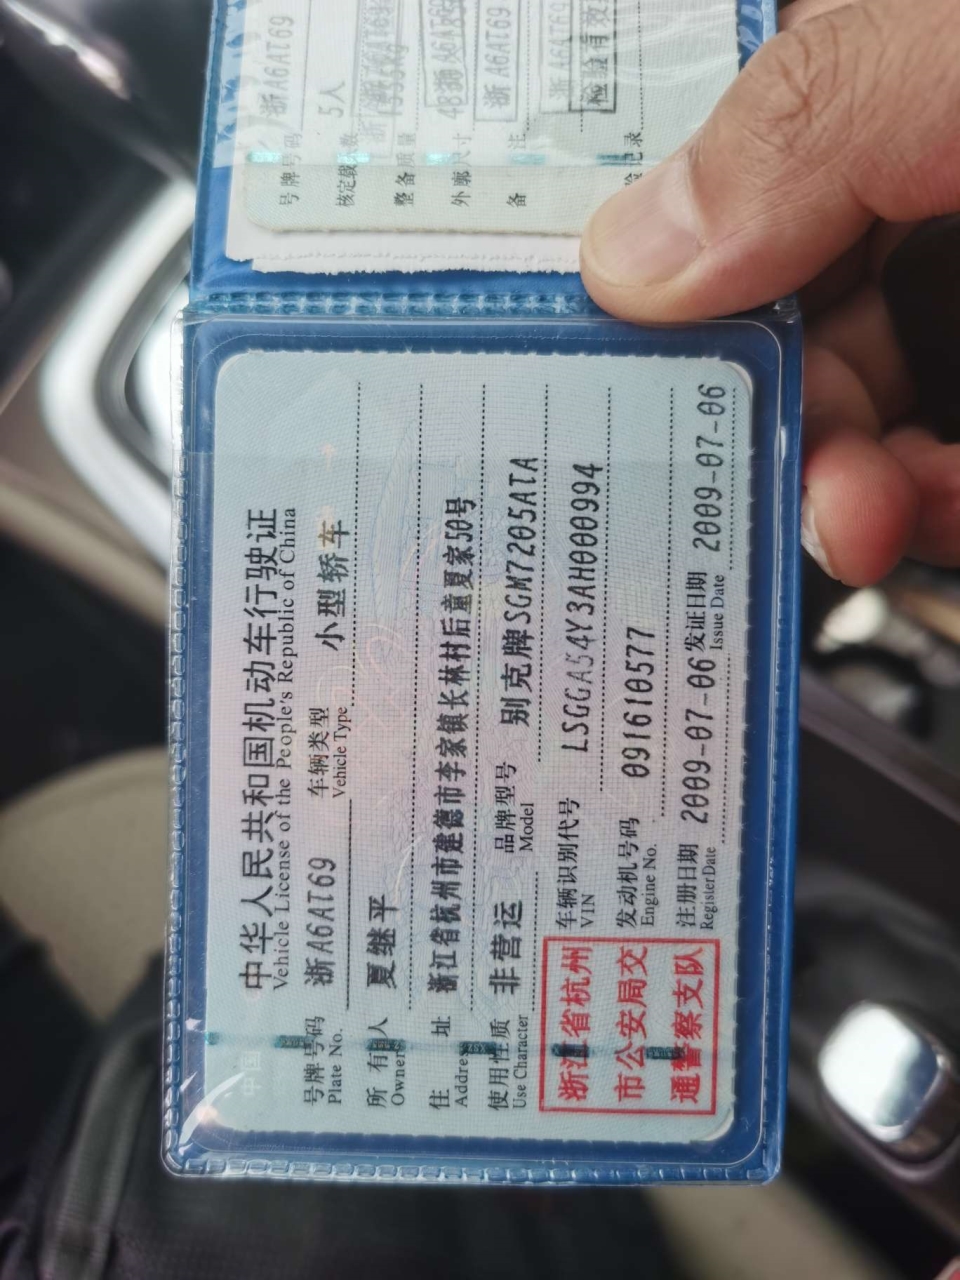 号牌号码 浙A6AT69
核定载人数 5人
整备质量
外廓尺寸
备 注 浙A6AT69
检验有效
记录
中华人民共和国机动车行驶证
Vehicle License of the People's Republic of China
号牌号码 浙A6AT69 车辆类型 小型轿车
Plate No. Vehicle Type
所有人 夏继平
Owner
住 址 浙江省杭州市建德市李家镇长林村后童夏家50号
Address
使用性质 非营运 品牌型号 别克牌SGM7205ATA
Use Character Model
浙江省杭州
市公安局交
通警察支队
车辆识别代号 LSGGA54Y3AH000994
VIN
发动机号码 091610577
Engine No.
注册日期 2009-07-06 发证日期 2009-07-06
Register Date Issue Date